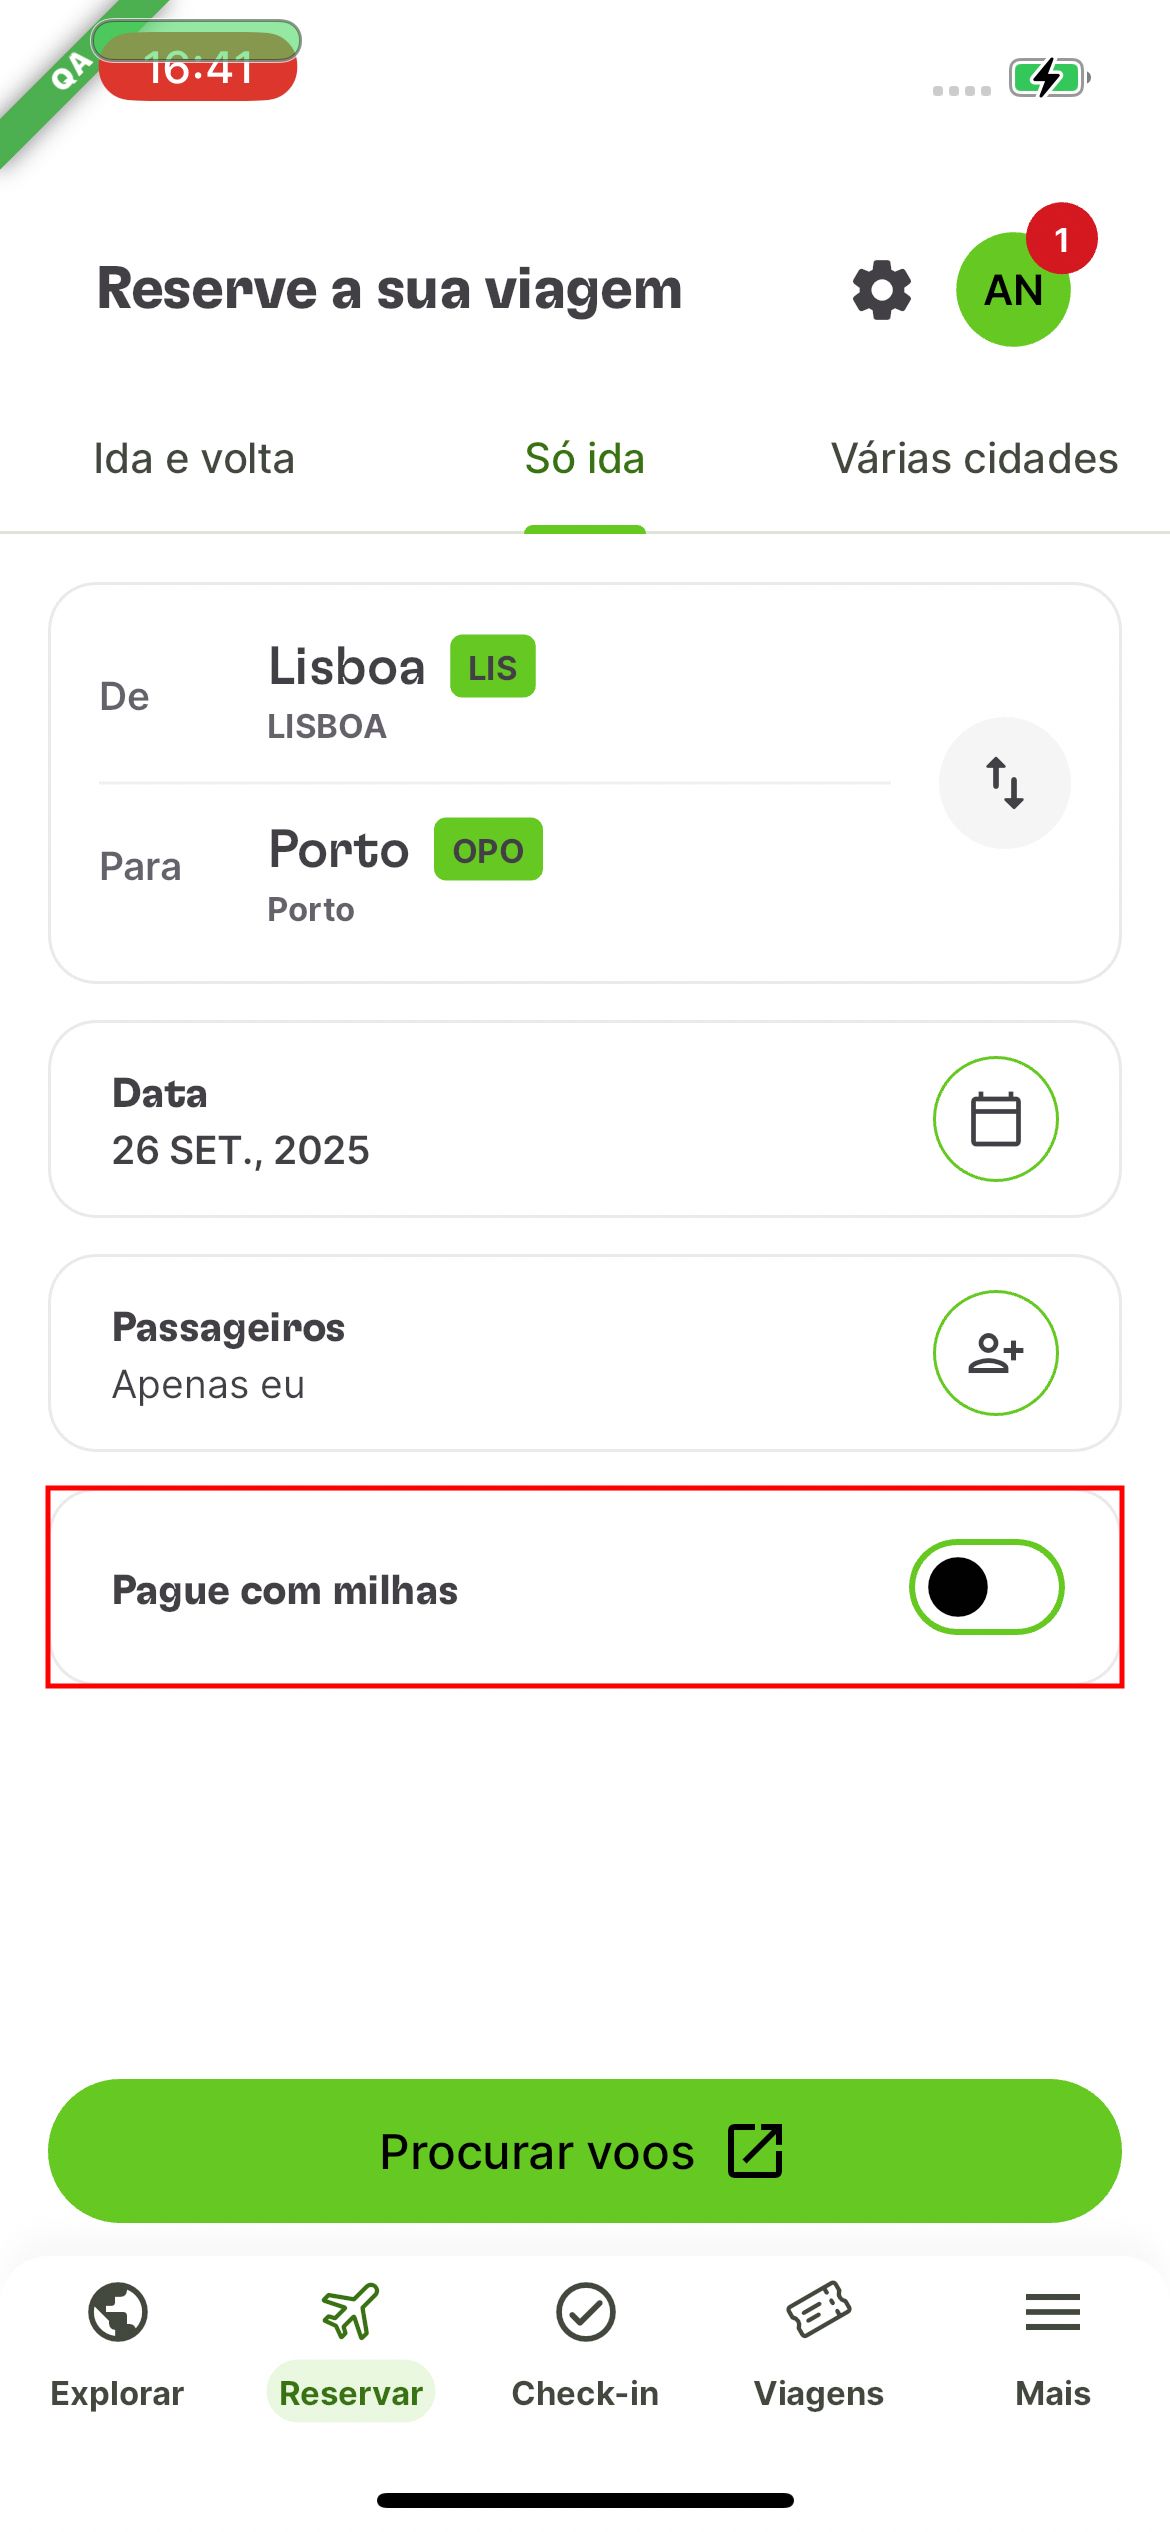 QA
16:41
Reserve a sua viagem
AN
1
Ida e volta
Só ida
Várias cidades
De
Lisboa LIS
LISBOA
Para
Porto OPO
Porto
Data
26 SET., 2025
Passageiros
Apenas eu
Pague com milhas
Procurar voos
Explorar
Reservar
Check-in
Viagens
Mais